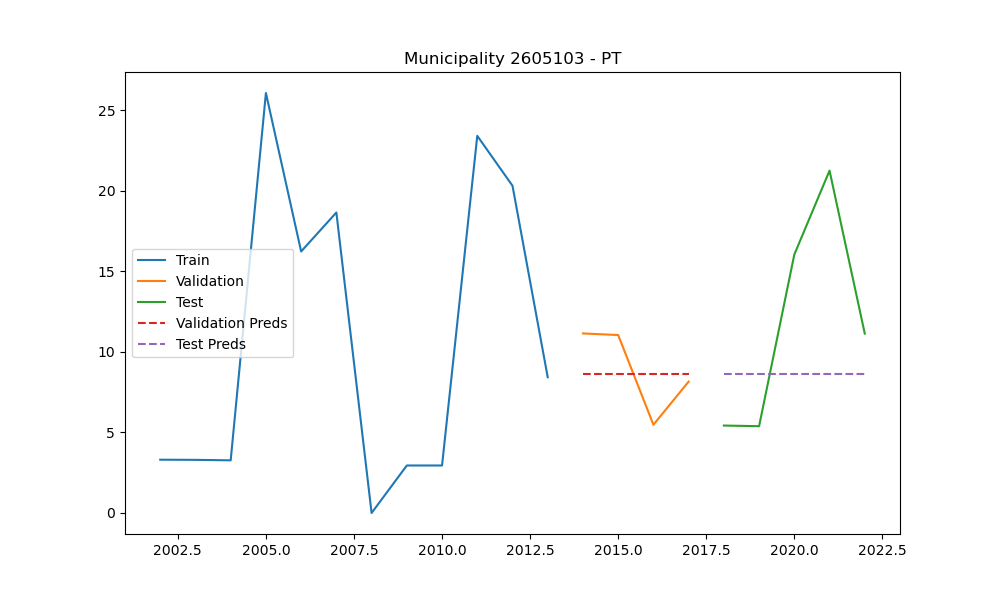 Municipality 2605103 - PT
25
20
15
10
5
0
Train
Validation
Test
Validation Preds
Test Preds
2002.5 2005.0 2007.5 2010.0 2012.5 2015.0 2017.5 2020.0 2022.5